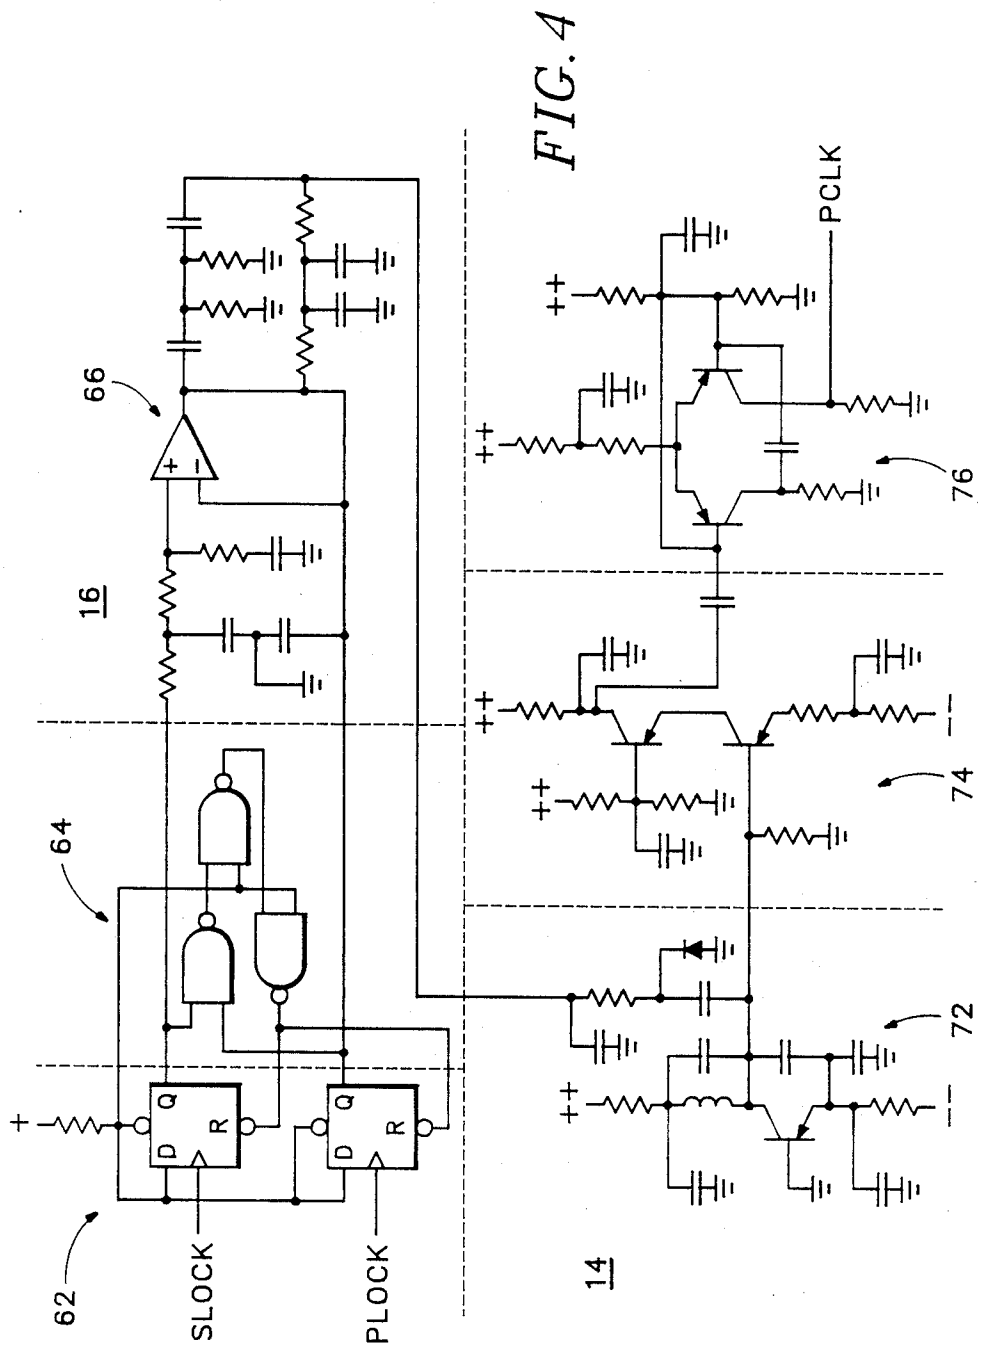 FIG. 4
62
64
16
66
+
SLOCK
D
Q
R
PLOCK
D
Q
R
+
−
14
72
74
76
++
++
++
++
++
−−
−−
PCLK